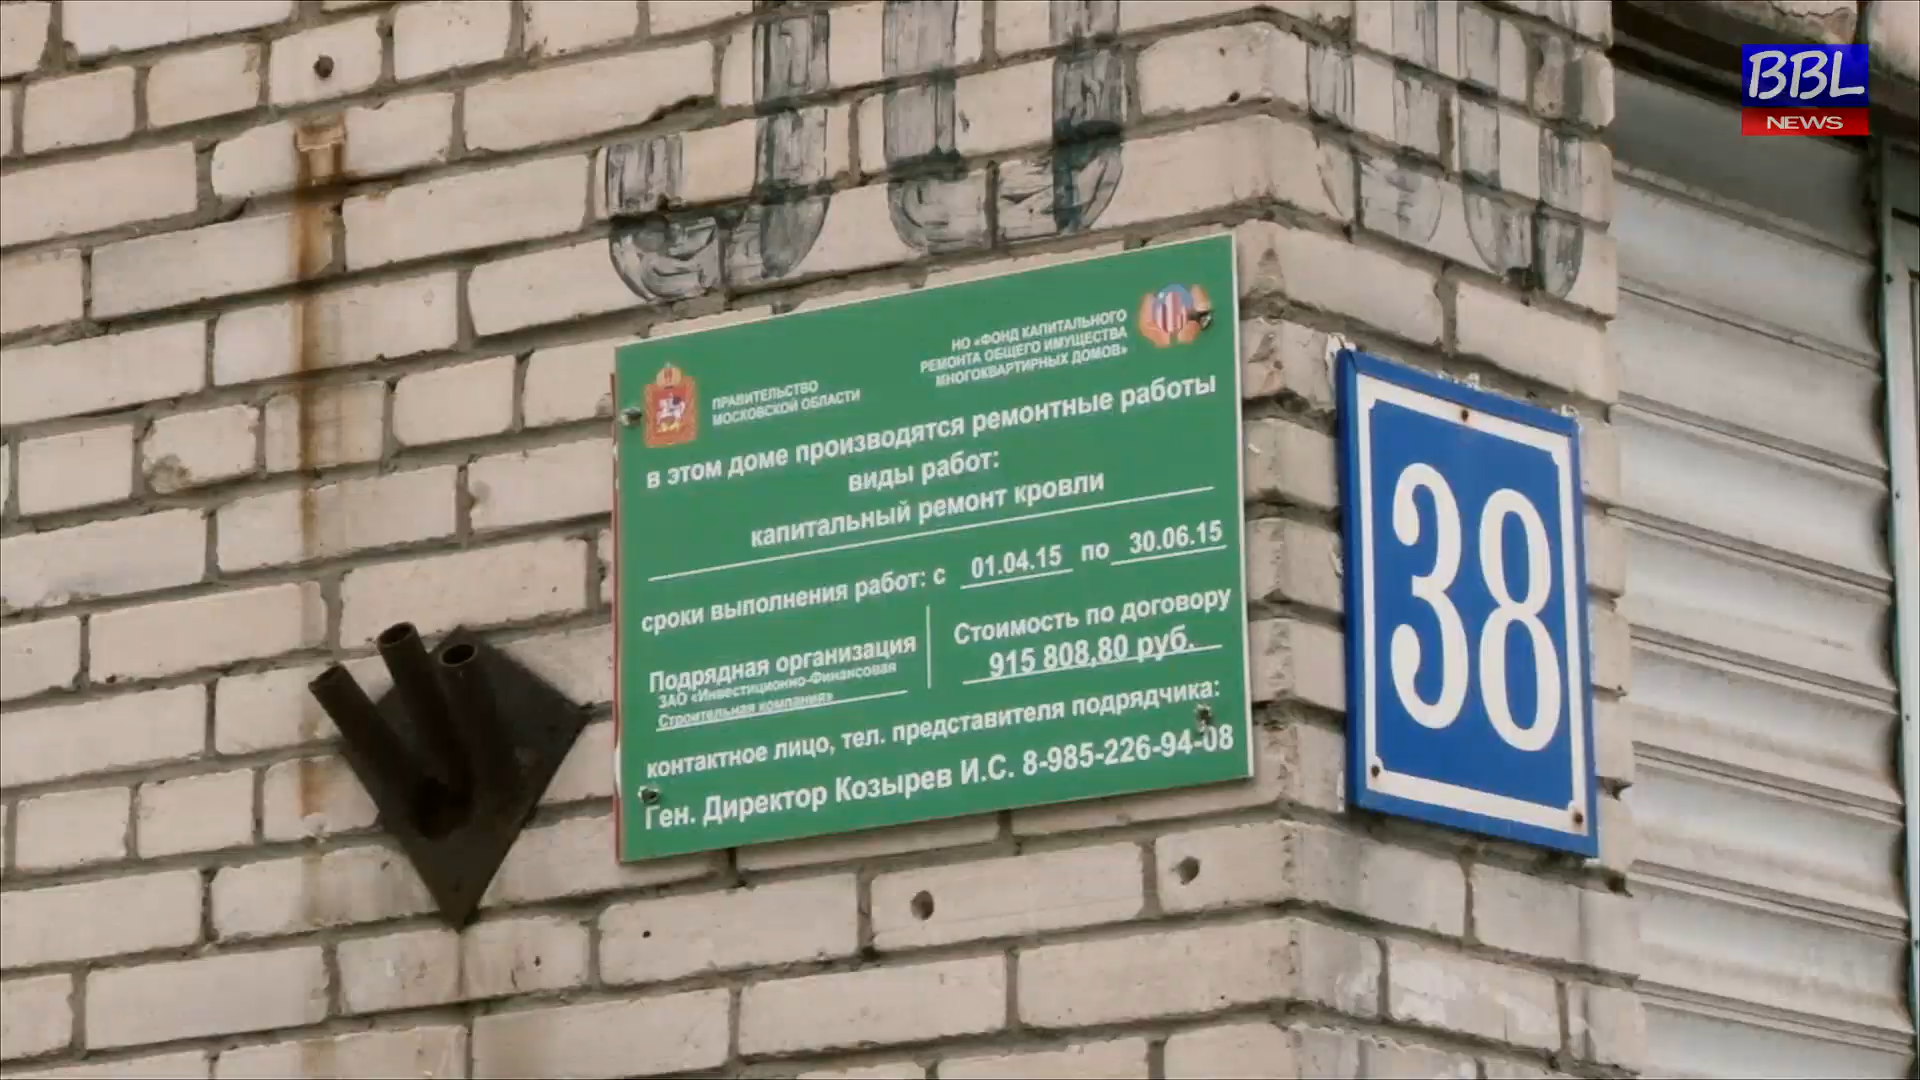 BBL
NEWS
ПРАВИТЕЛЬСТВО
МОСКОВСКОЙ ОБЛАСТИ
НО «ФОНД КАПИТАЛЬНОГО
РЕМОНТА ОБЩЕГО ИМУЩЕСТВА
МНОГОКВАРТИРНЫХ ДОМОВ»
в этом доме производятся ремонтные работы
виды работ:
капитальный ремонт кровли
сроки выполнения работ: с 01.04.15 по 30.06.15
Подрядная организация
ЗАО «Инвестиционно-Финансовая
Строительная компания»
Стоимость по договору
915 808,80 руб.
контактное лицо, тел. представителя подрядчика:
Ген. Директор Козырев И.С. 8-985-226-94-08
38